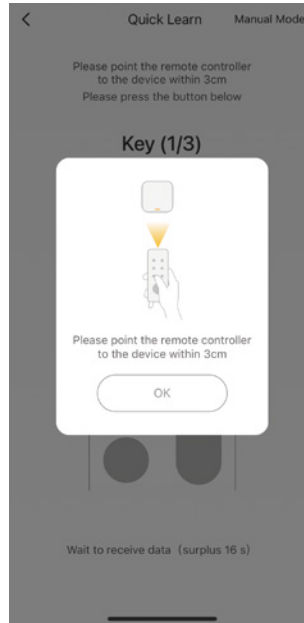 Quick Learn Manual Mode
Please point the remote controller
to the device within 3cm
Please press the button below
Key (1/3)
Please point the remote controller
to the device within 3cm
OK
Wait to receive data (surplus 16 s)